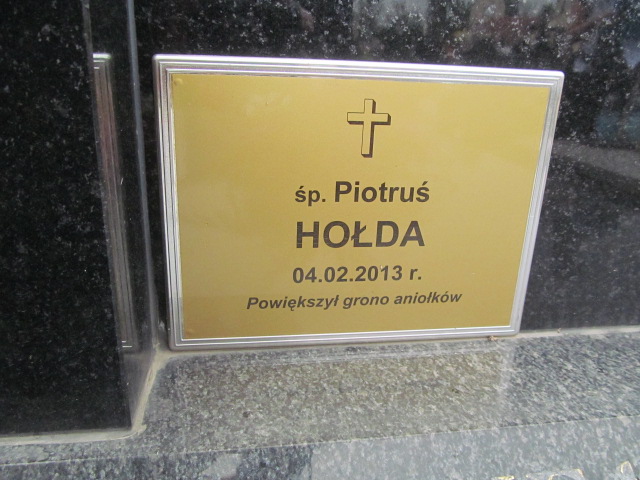 śp. Piotruś
HOŁDA
04.02.2013 r.
Powiększył grono aniołków